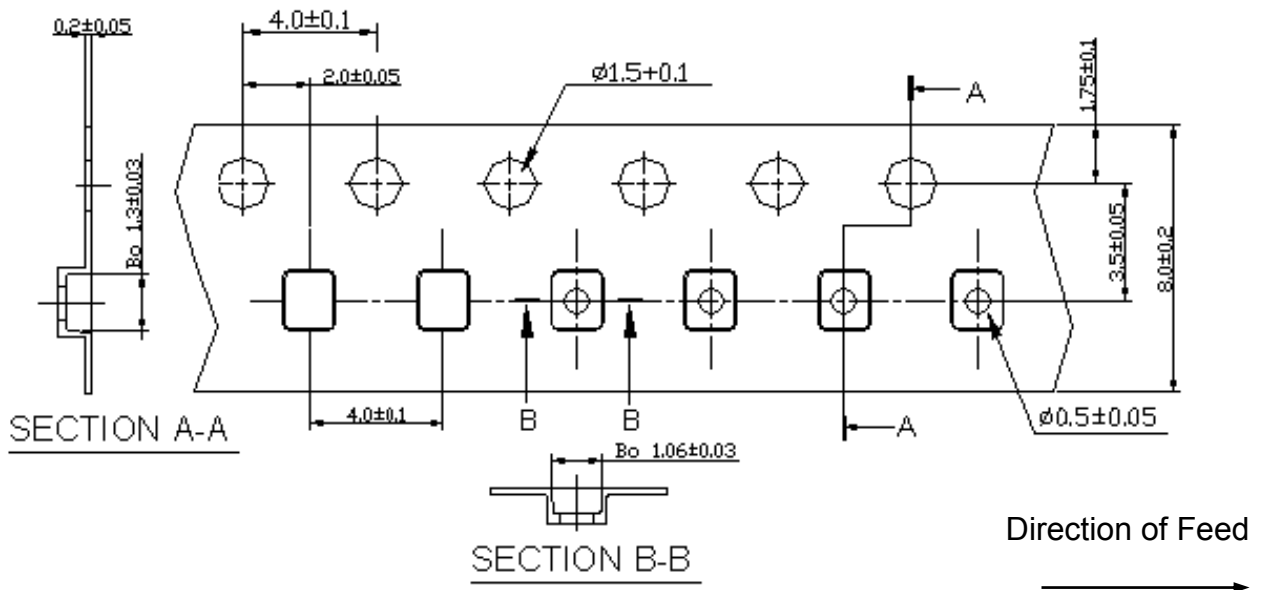 0.2±0.05
4.0±0.1
2.0±0.05
ø1.5+0.1
A
1.75±0.1
Bo 1.3±0.03
3.5±0.05
8.0±0.2
4.0±0.1
B
B
A
ø0.5±0.05
SECTION A-A
Bo 1.06±0.03
SECTION B-B
Direction of Feed